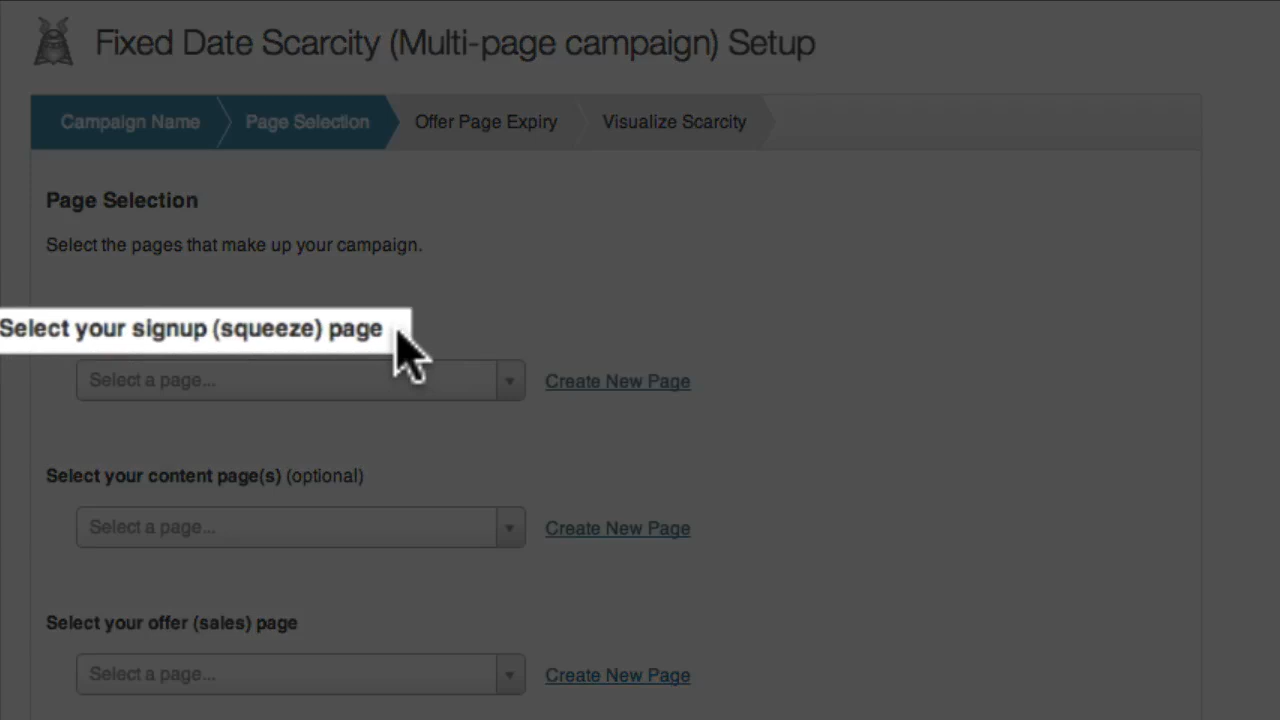 Fixed Date Scarcity (Multi-page campaign) Setup
Campaign Name Page Selection Offer Page Expiry Visualize Scarcity
Page Selection
Select the pages that make up your campaign.
Select your signup (squeeze) page
Select a page... Create New Page
Select your content page(s) (optional)
Select a page... Create New Page
Select your offer (sales) page
Select a page... Create New Page